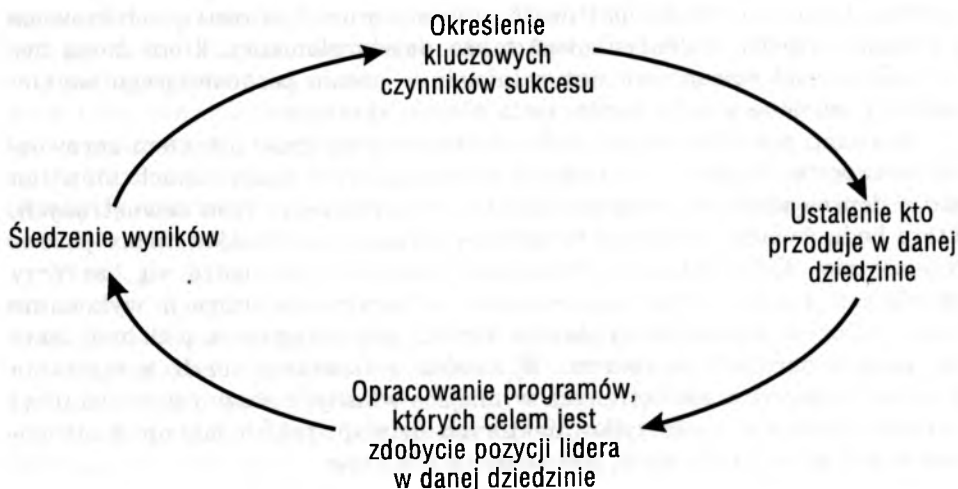 Określenie
kluczowych
czynników sukcesu
Ustalenie kto
przoduje w danej
dziedzinie
Opracowanie programów,
których celem jest
zdobycie pozycji lidera
w danej dziedzinie
Śledzenie wyników